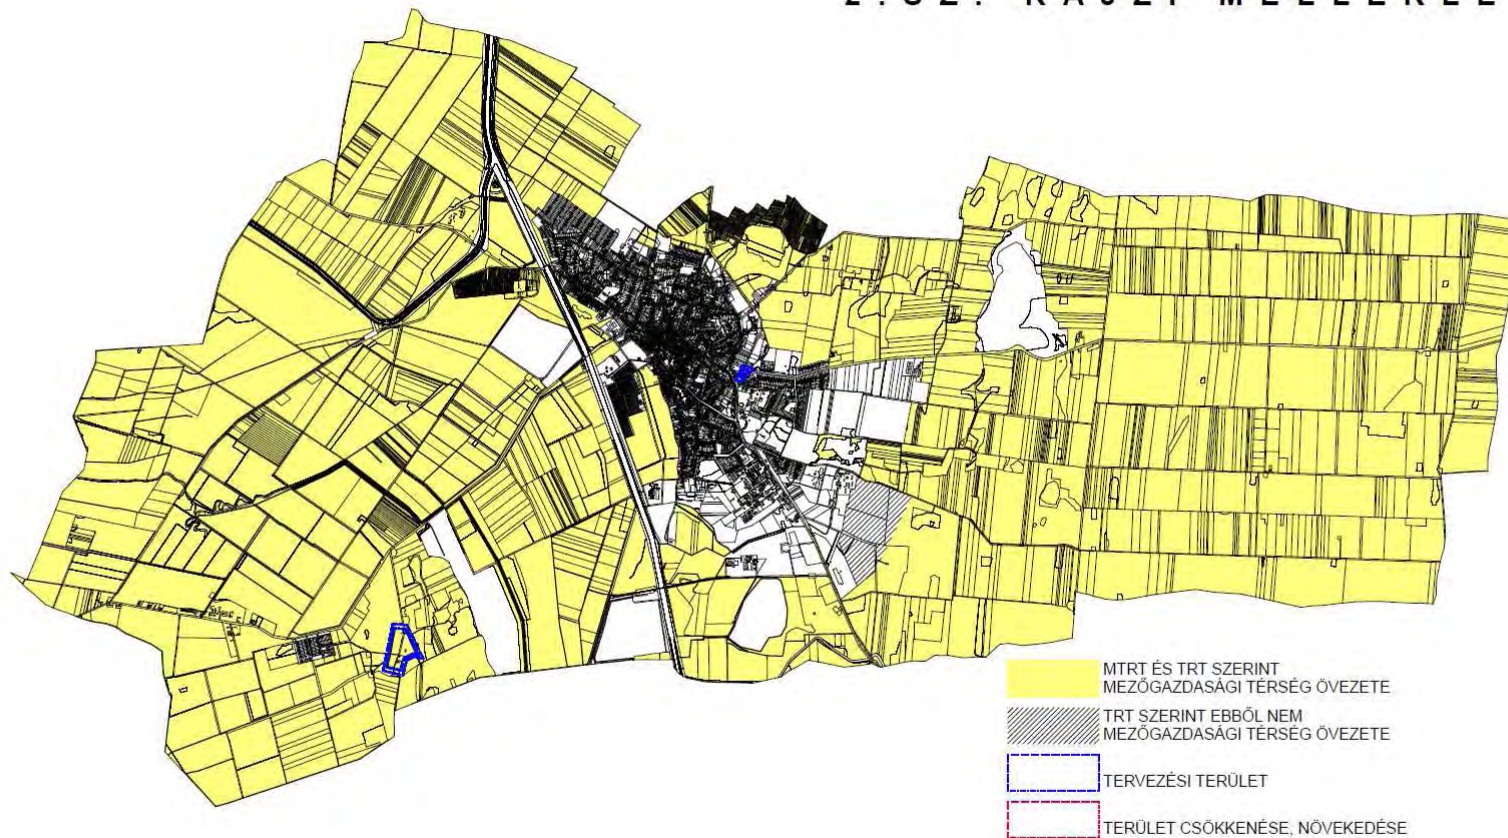 MTRT ÉS TRT SZERINT
MEZŐGAZDASÁGI TÉRSÉG ÖVEZETE
TRT SZERINT EBBŐL NEM
MEZŐGAZDASÁGI TÉRSÉG ÖVEZETE
TERVEZÉSI TERÜLET
TERÜLET CSÖKKENÉSE, NÖVEKEDÉSE